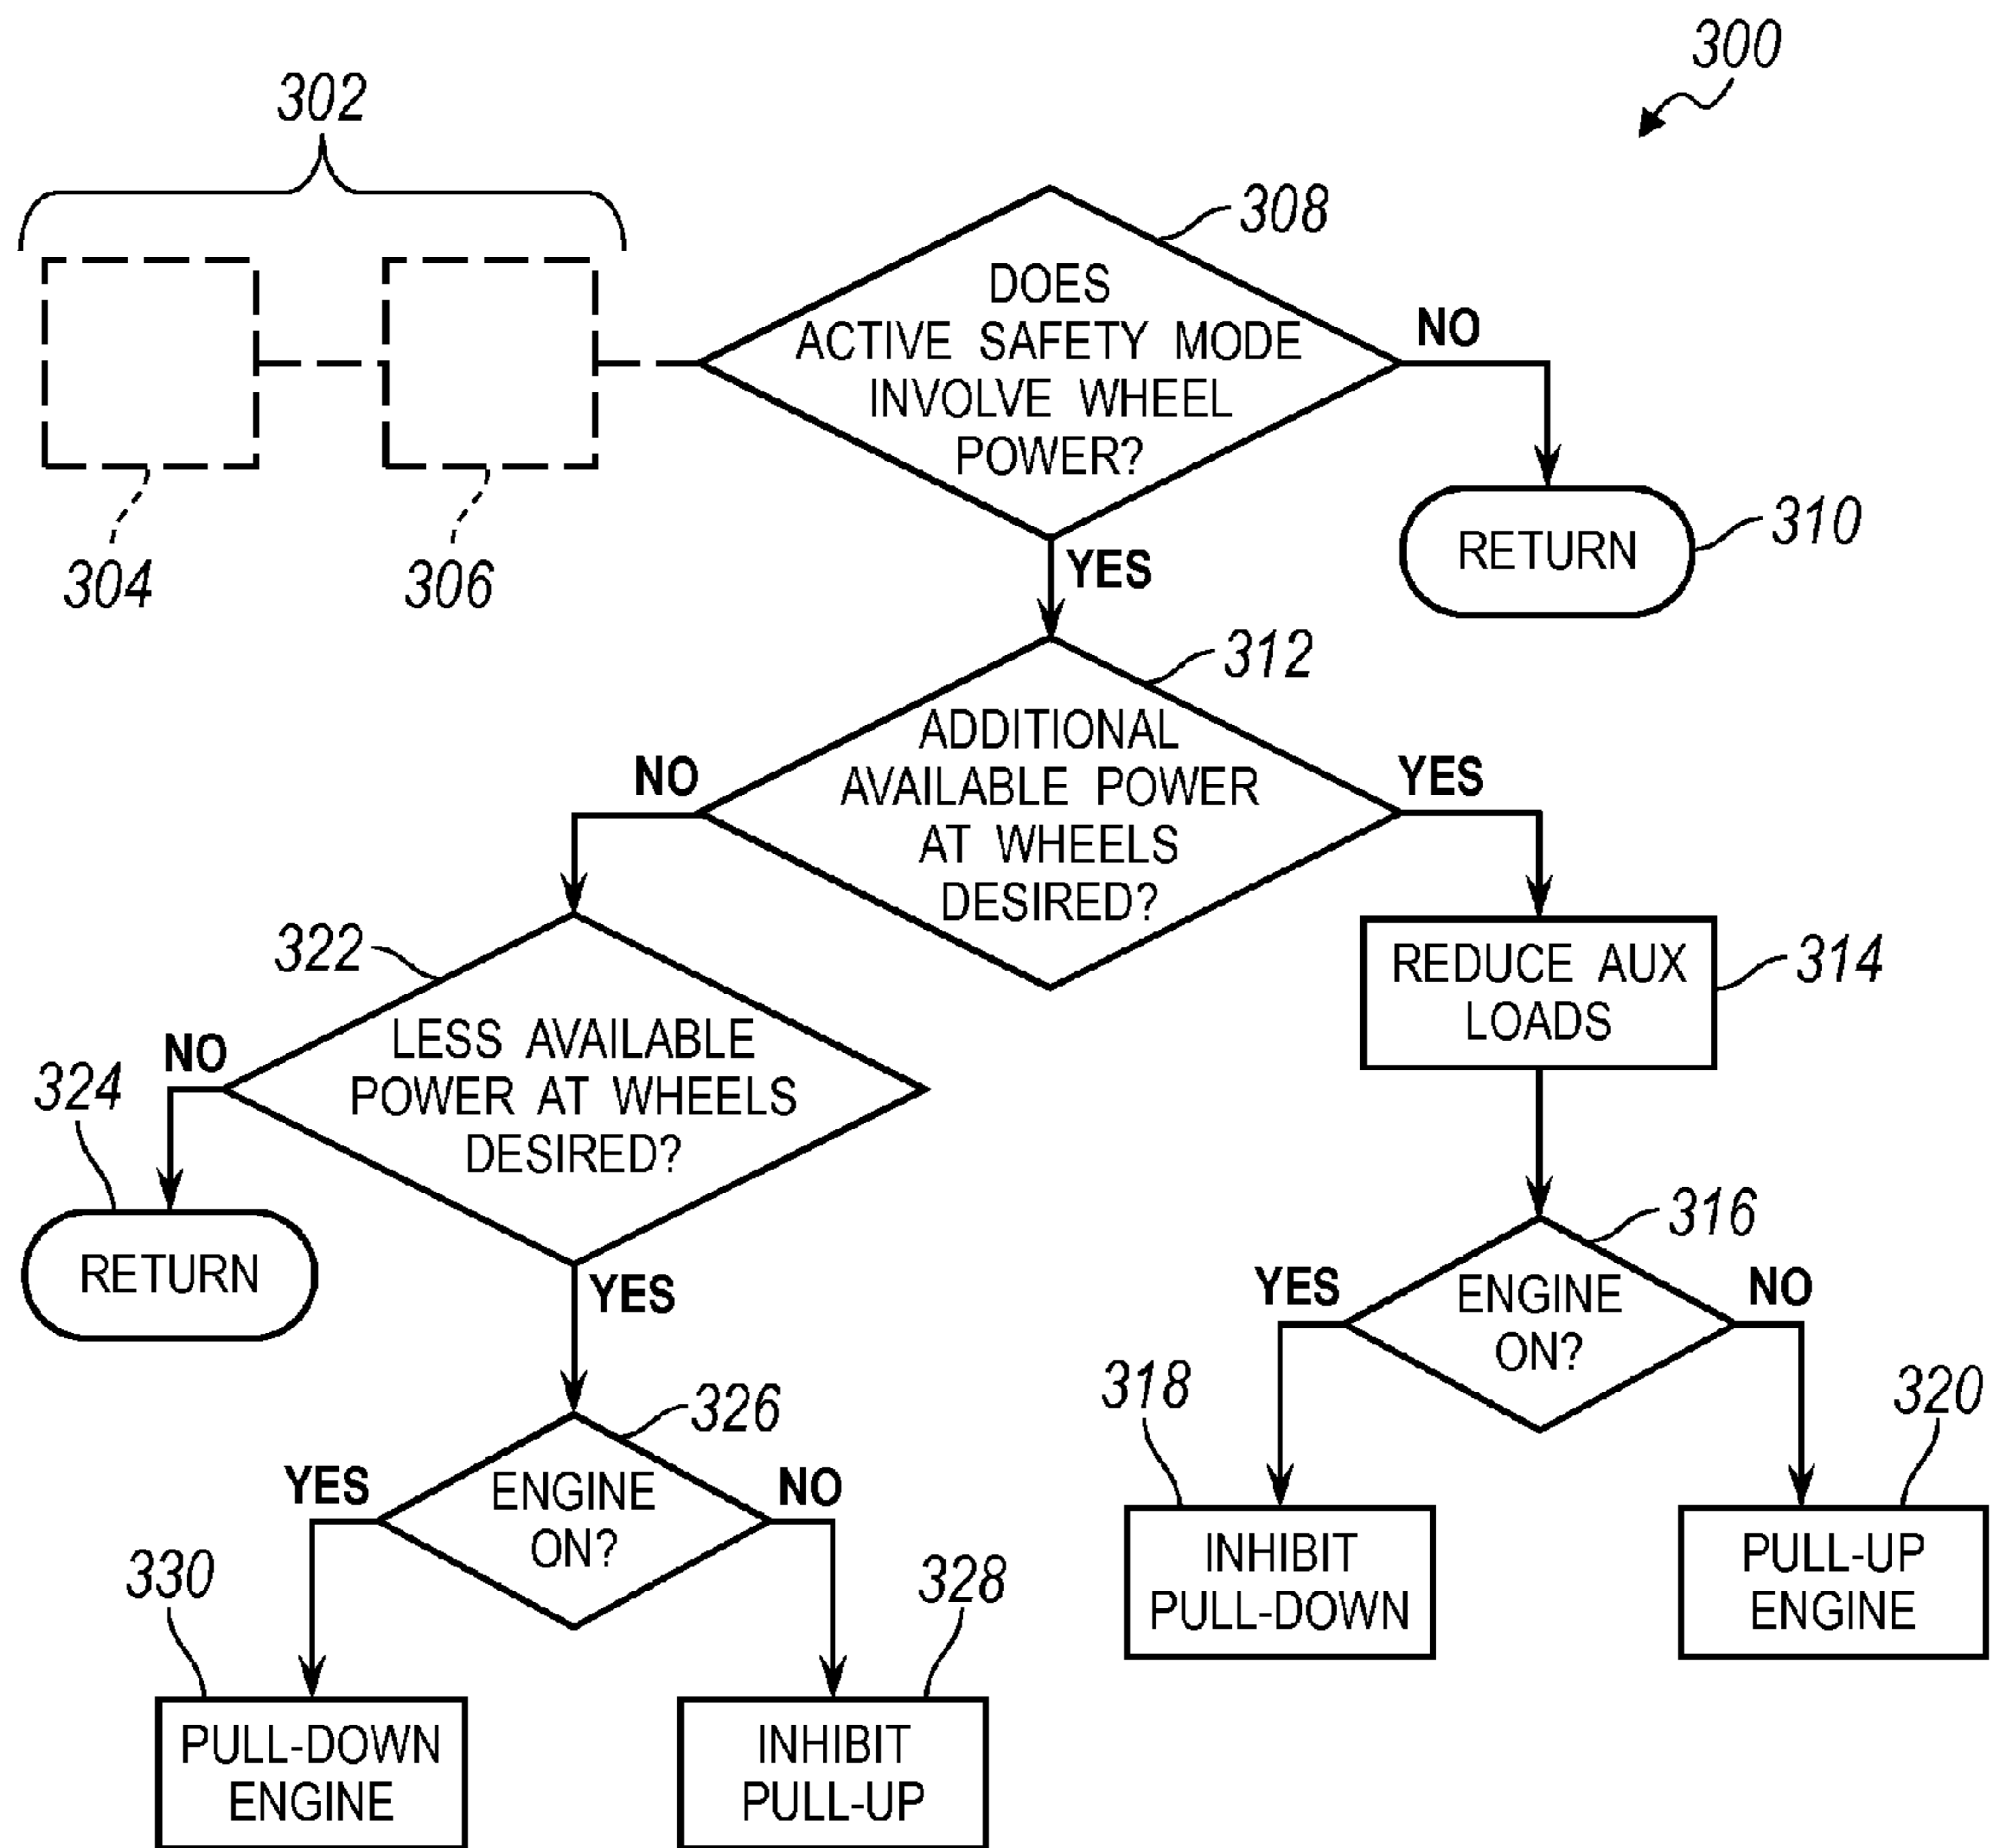 300
302
304
306
308
DOES
ACTIVE SAFETY MODE
INVOLVE WHEEL
POWER?
NO
RETURN
310
YES
312
ADDITIONAL
AVAILABLE POWER
AT WHEELS
DESIRED?
NO
YES
REDUCE AUX
LOADS
314
322
LESS AVAILABLE
POWER AT WHEELS
DESIRED?
NO
324
RETURN
YES
316
ENGINE
ON?
YES
NO
318
INHIBIT
PULL-DOWN
320
PULL-UP
ENGINE
326
ENGINE
ON?
YES
NO
330
PULL-DOWN
ENGINE
328
INHIBIT
PULL-UP